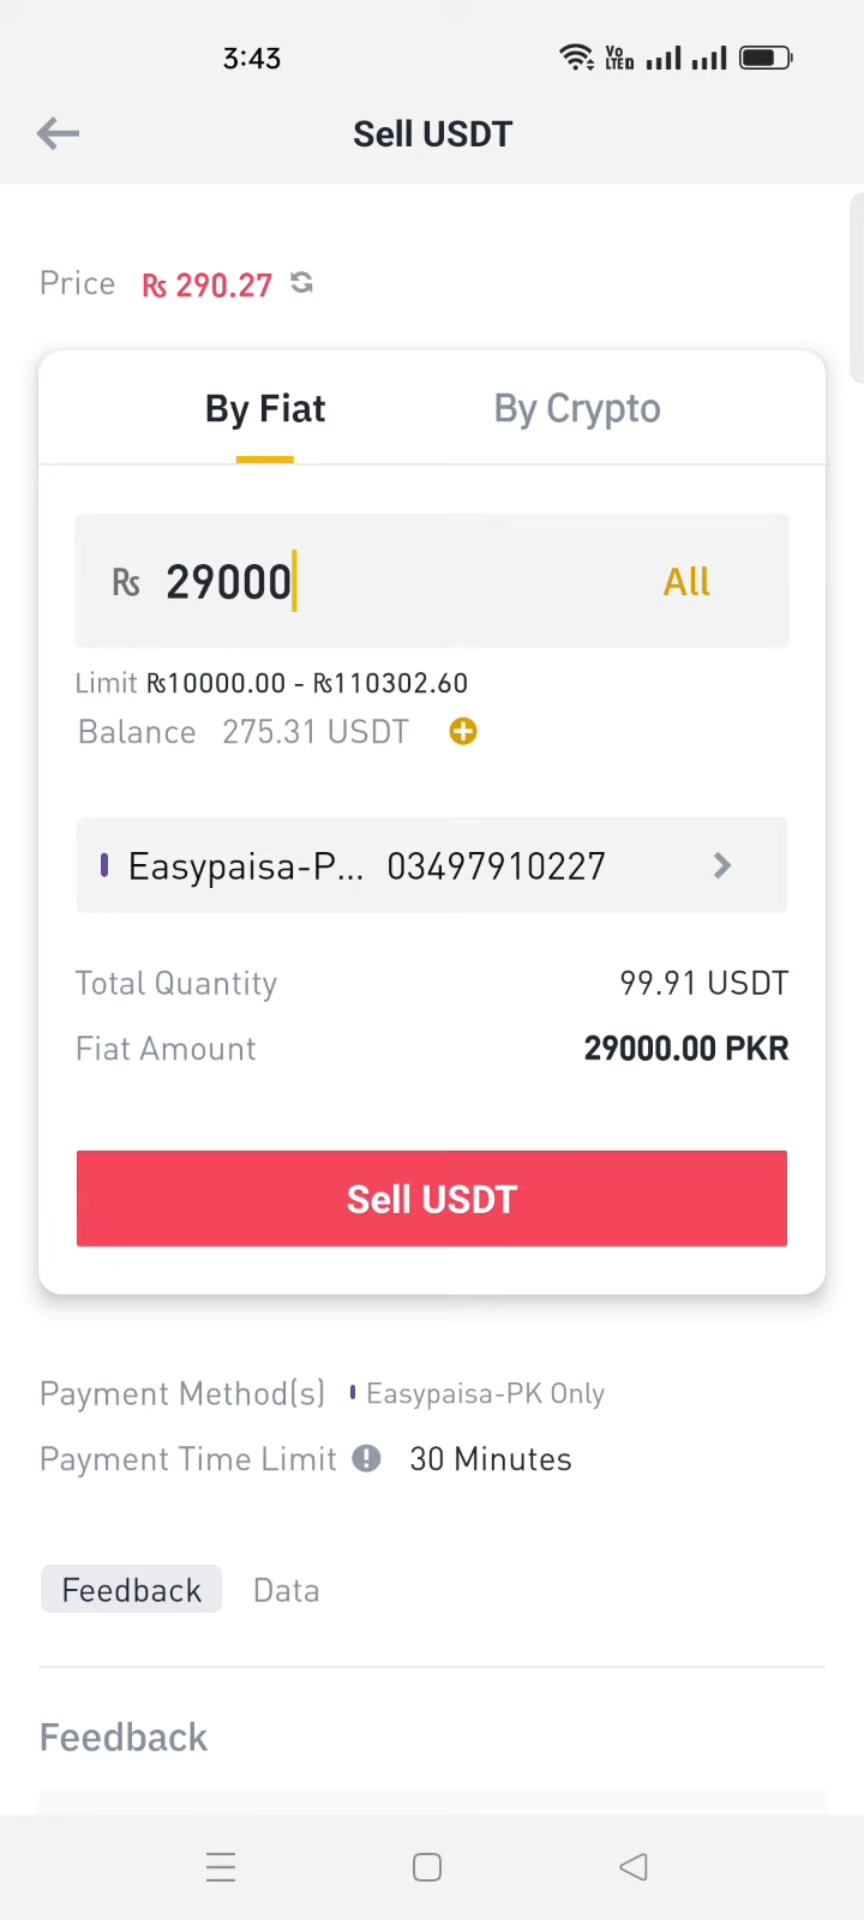 3:43
Vo
LTED
Sell USDT
Price ₨ 290.27
By Fiat By Crypto
₨ 29000 All
Limit ₨10000.00 - ₨110302.60
Balance 275.31 USDT
Easypaisa-P... 03497910227
Total Quantity 99.91 USDT
Fiat Amount 29000.00 PKR
Sell USDT
Payment Method(s) Easypaisa-PK Only
Payment Time Limit 30 Minutes
Feedback Data
Feedback